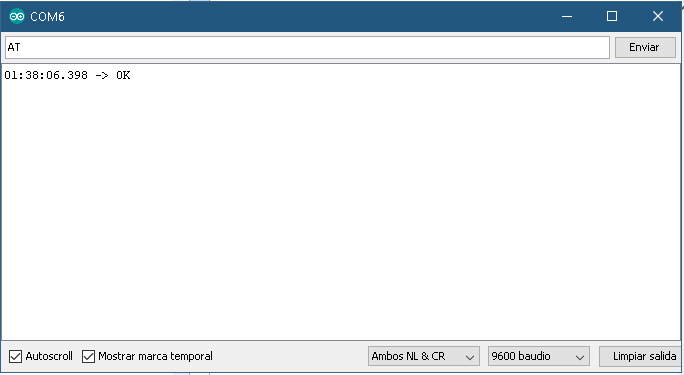 COM6
AT
Enviar
01:38:06.398 -> OK
Autoscroll
Mostrar marca temporal
Ambos NL & CR
9600 baudio
Limpiar salida